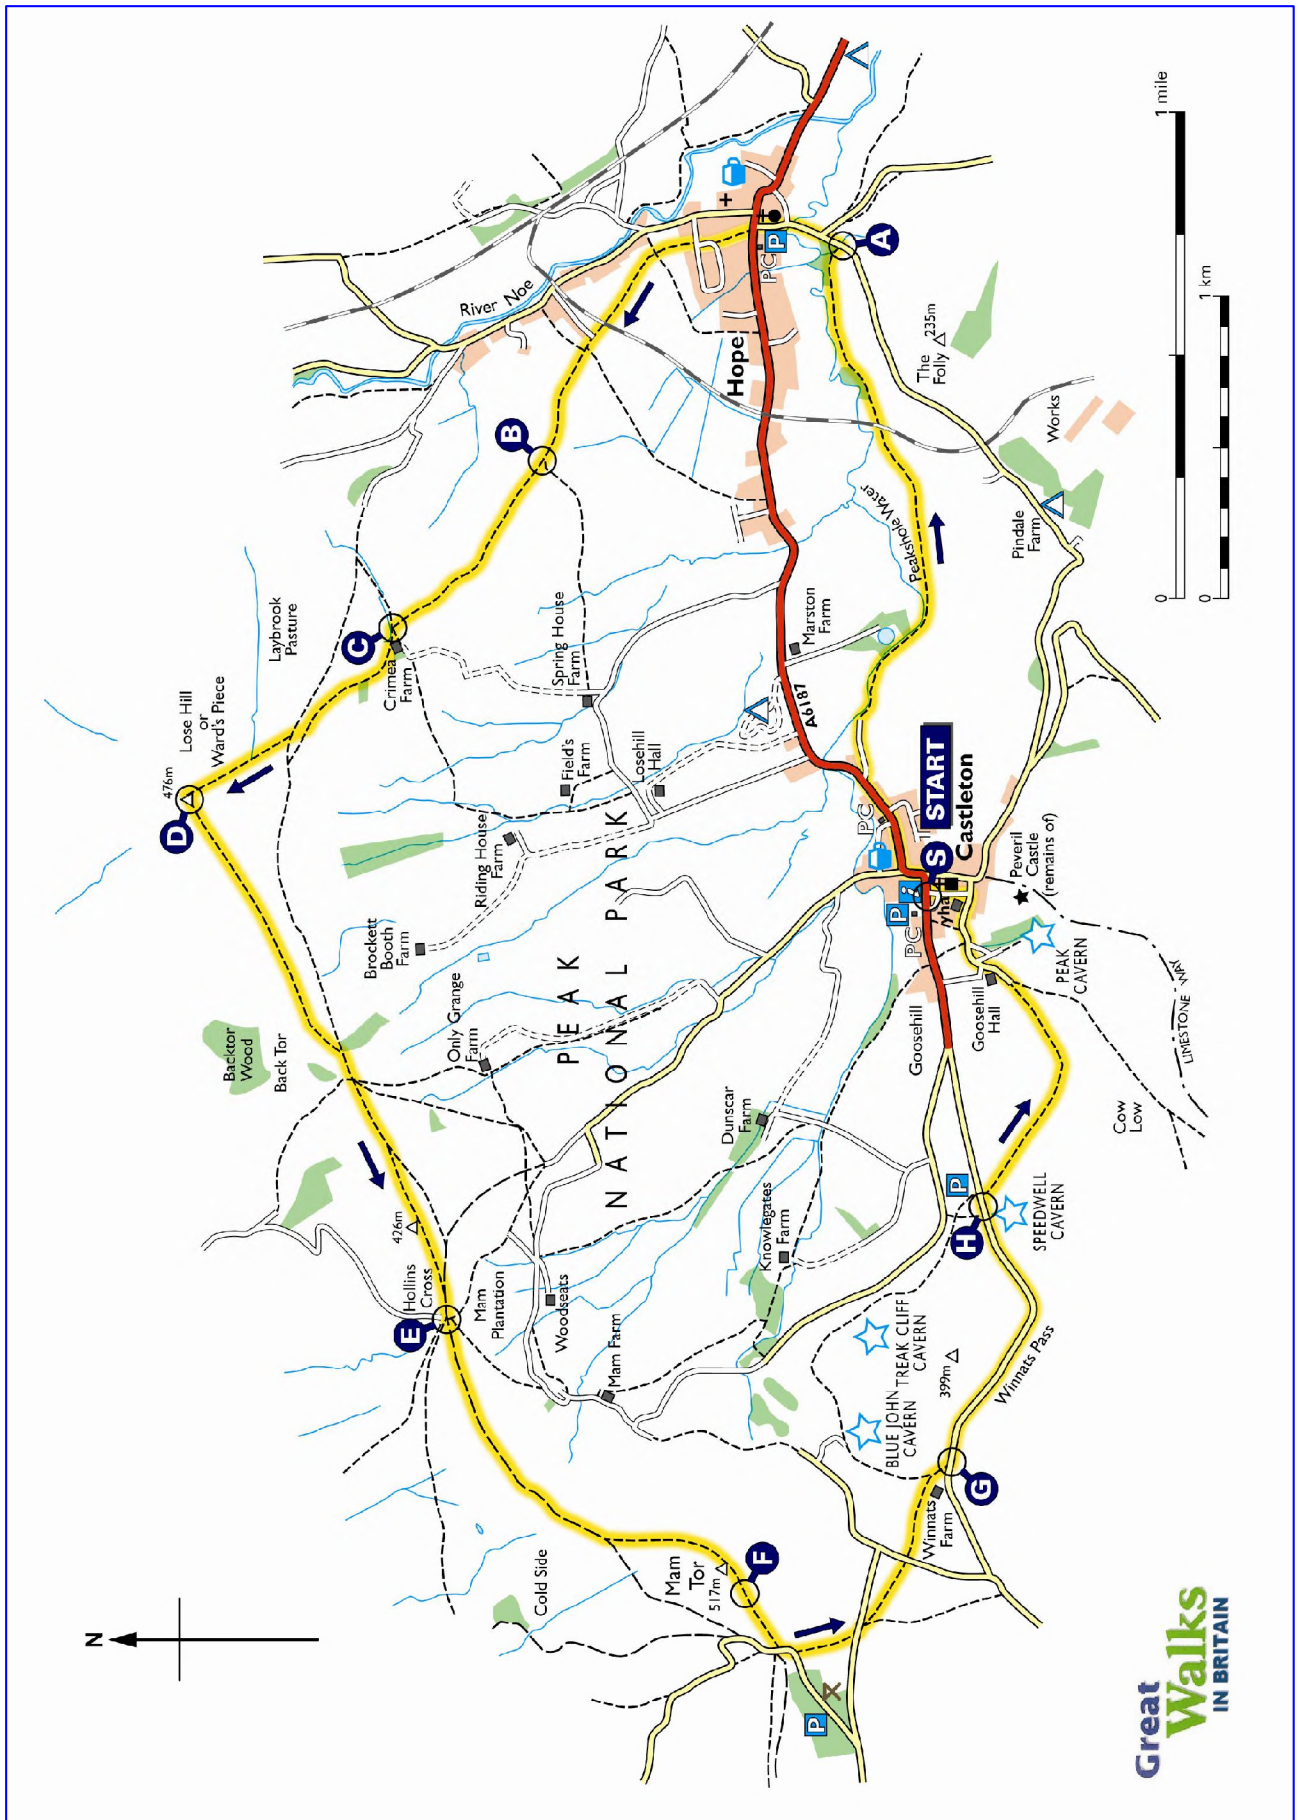 N
Cold Side
Mam
Tor
517m
F
P
E
Hollins
Cross
426m
Mam
Plantation
Woodseats
Mam Farm
Backtor
Wood
Back Tor
D
476m
Lose Hill
or
Ward's Piece
Laybrook
Pasture
C
Crimea
Farm
B
River Noe
Brockett
Booth
Farm
Only Grange
Farm
Riding House
Farm
Field's
Farm
Spring House
Farm
Losehill
Hall
PEAK
NATIONAL PARK
Dunscar
Farm
Knowlegates
Farm
Hope
PC
P
A
The
Folly
235m
Works
Pindale
Farm
Peakshole Water
Marston
Farm
A6187
PC
S
START
Castleton
P
i
PC
yha
Peveril
Castle
(remains of)
PEAK
CAVERN
Goosehill
Goosehill
Hall
LIMESTONE WAY
Cow
Low
P
H
SPEEDWELL
CAVERN
TREAK CLIFF
CAVERN
BLUE JOHN
CAVERN
399m
Winnats Pass
G
Winnats
Farm
0
1 mile
0
1 km
Great
Walks
IN BRITAIN